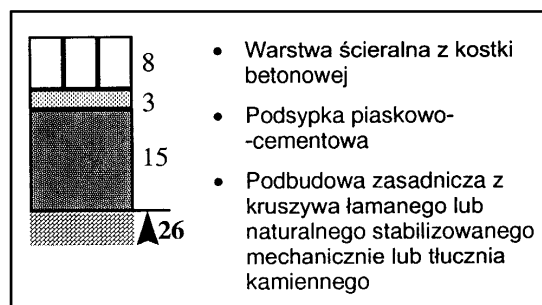 8
3
15
26
• Warstwa ścieralna z kostki
betonowej
• Podsypka piaskowo-
-cementowa
• Podbudowa zasadnicza z
kruszywa łamanego lub
naturalnego stabilizowanego
mechanicznie lub tłucznia
kamiennego